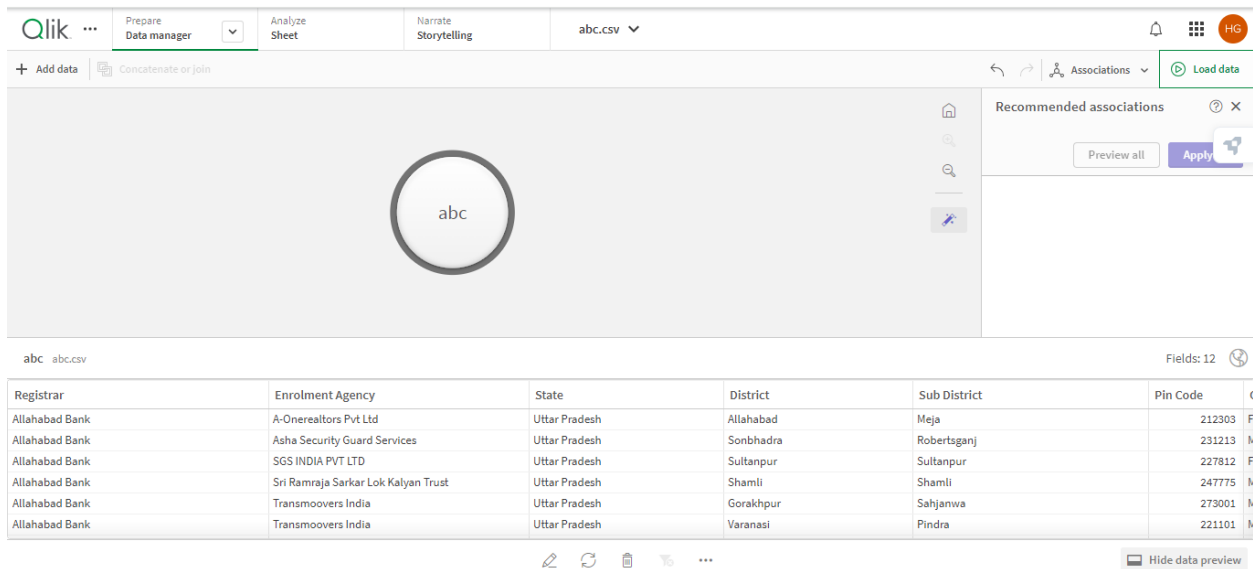 Qlik
Prepare
Data manager
Analyze
Sheet
Narrate
Storytelling
abc.csv
HG
+ Add data
Concatenate or join
Associations
Load data
Recommended associations
Preview all
Apply
abc
abc abc.csv
Fields: 12
Registrar Enrolment Agency State District Sub District Pin Code
Allahabad Bank A-Onerealtors Pvt Ltd Uttar Pradesh Allahabad Meja 212303 F
Allahabad Bank Asha Security Guard Services Uttar Pradesh Sonbhadra Robertsganj 231213 M
Allahabad Bank SGS INDIA PVT LTD Uttar Pradesh Sultanpur Sultanpur 227812 F
Allahabad Bank Sri Ramraja Sarkar Lok Kalyan Trust Uttar Pradesh Shamli Shamli 247775 M
Allahabad Bank Transmoovers India Uttar Pradesh Gorakhpur Sahjanwa 273001 M
Allahabad Bank Transmoovers India Uttar Pradesh Varanasi Pindra 221101 M
Hide data preview